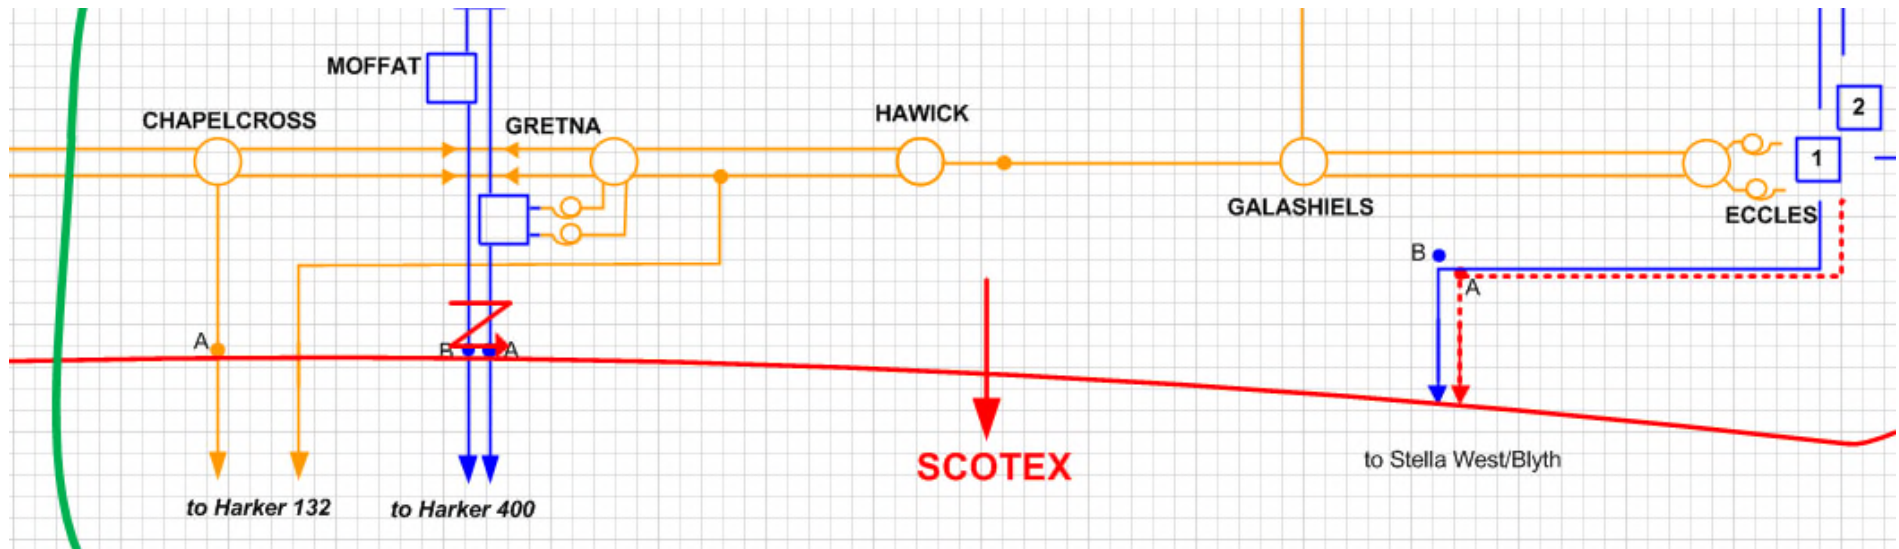 MOFFAT
2
HAWICK
CHAPELCROSS
GRETNA
1
GALASHIELS
ECCLES
B
A
A
B
A
SCOTEX
to Stella West/Blyth
to Harker 132
to Harker 400